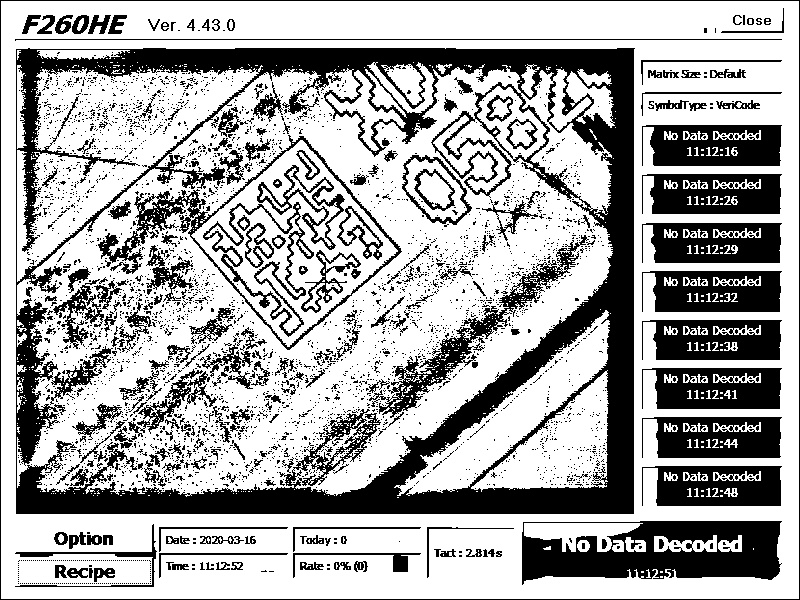 F260HE Ver. 4.43.0 Close
Matrix Size : Default
SymbolType : VeriCode
No Data Decoded
11:12:16
No Data Decoded
11:12:26
No Data Decoded
11:12:29
No Data Decoded
11:12:32
No Data Decoded
11:12:38
No Data Decoded
11:12:41
No Data Decoded
11:12:44
No Data Decoded
11:12:48
Option
Recipe
Date : 2020-03-16
Time : 11:12:52
Today : 0
Rate : 0% (0)
Tact : 2.814s
No Data Decoded
11:12:51